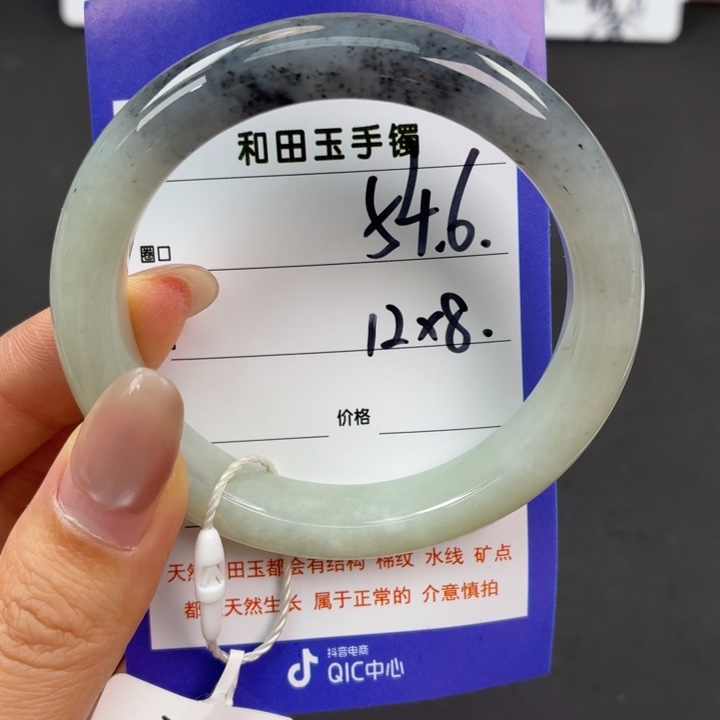 和田玉手镯
圈口 54.6.
12×8.
价格
天然 田玉都会有结构 棉纹 水线 矿点
都 天然生长 属于正常的 介意慎拍
抖音电商
QIC中心